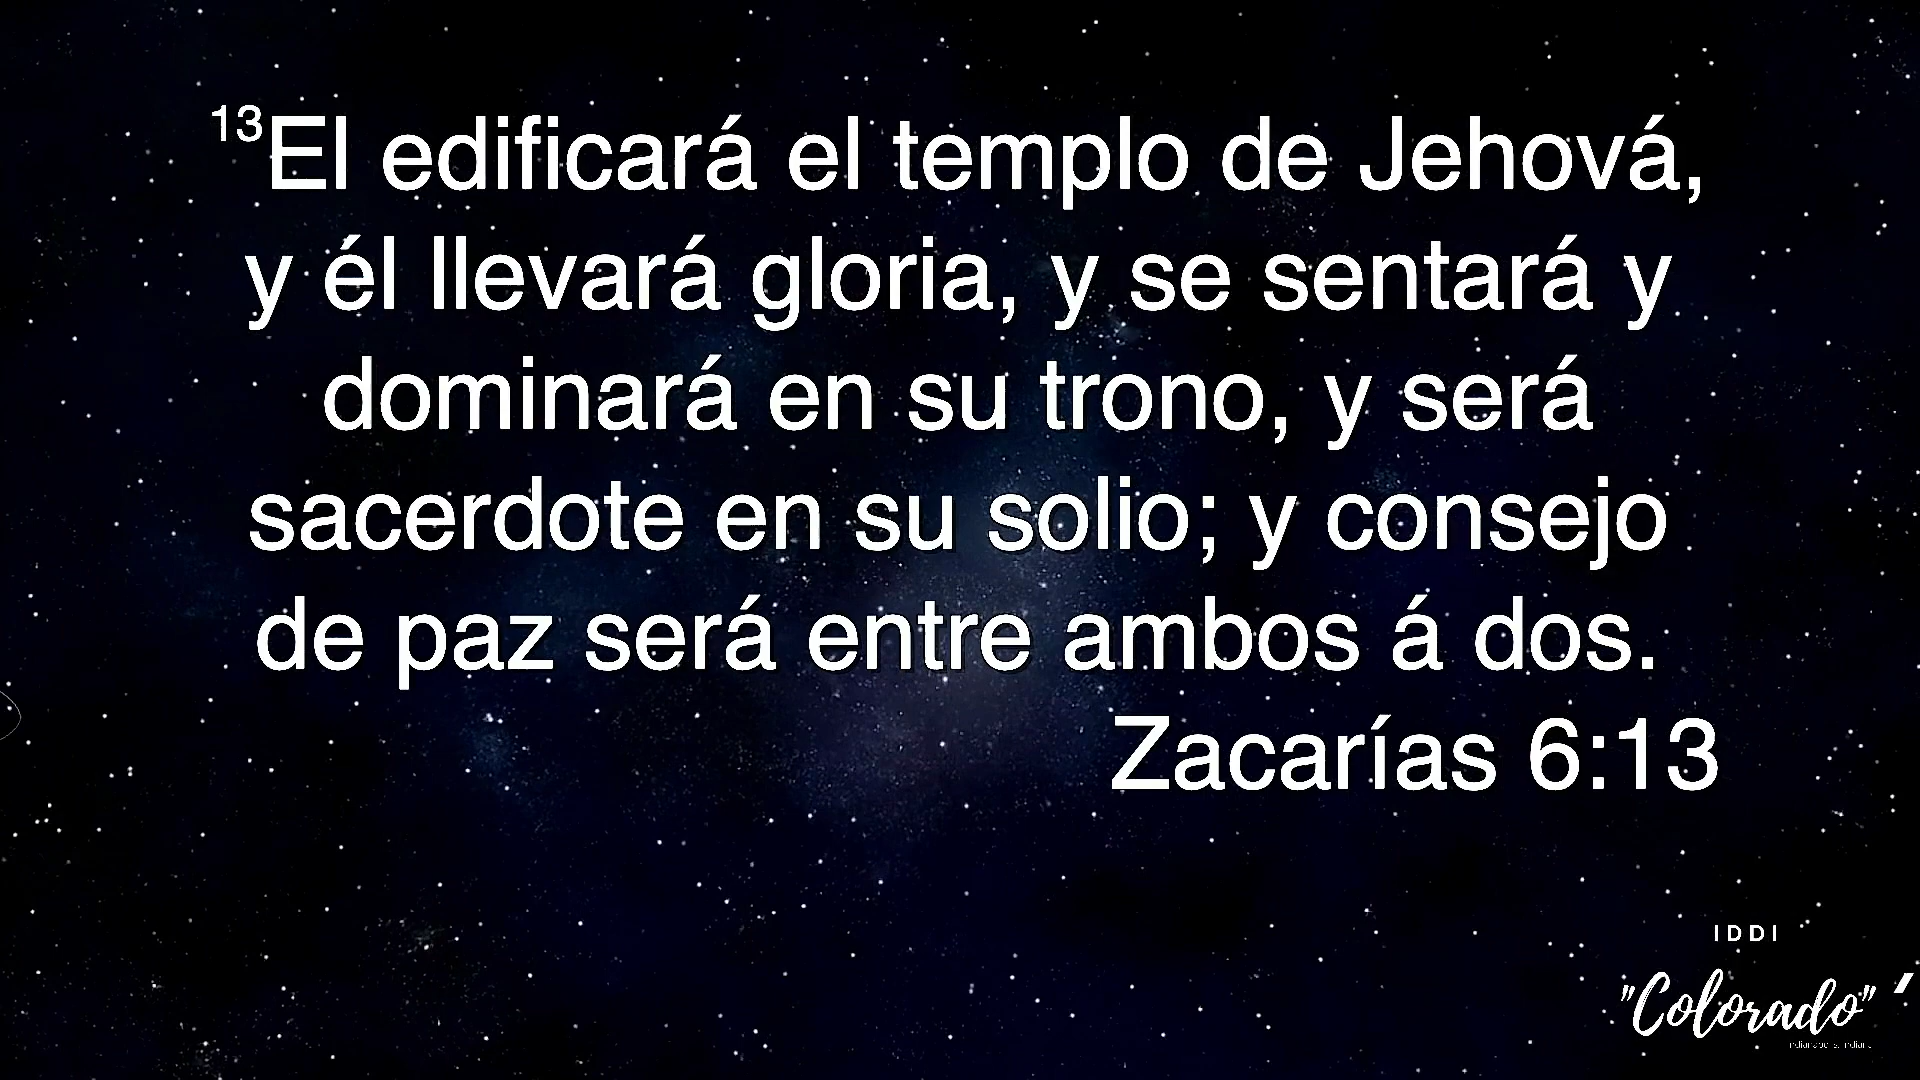 ¹³El edificará el templo de Jehová,
y él llevará gloria, y se sentará y
dominará en su trono, y será
sacerdote en su solio; y consejo
de paz será entre ambos á dos.
Zacarías 6:13
IDDI
"Colorado"